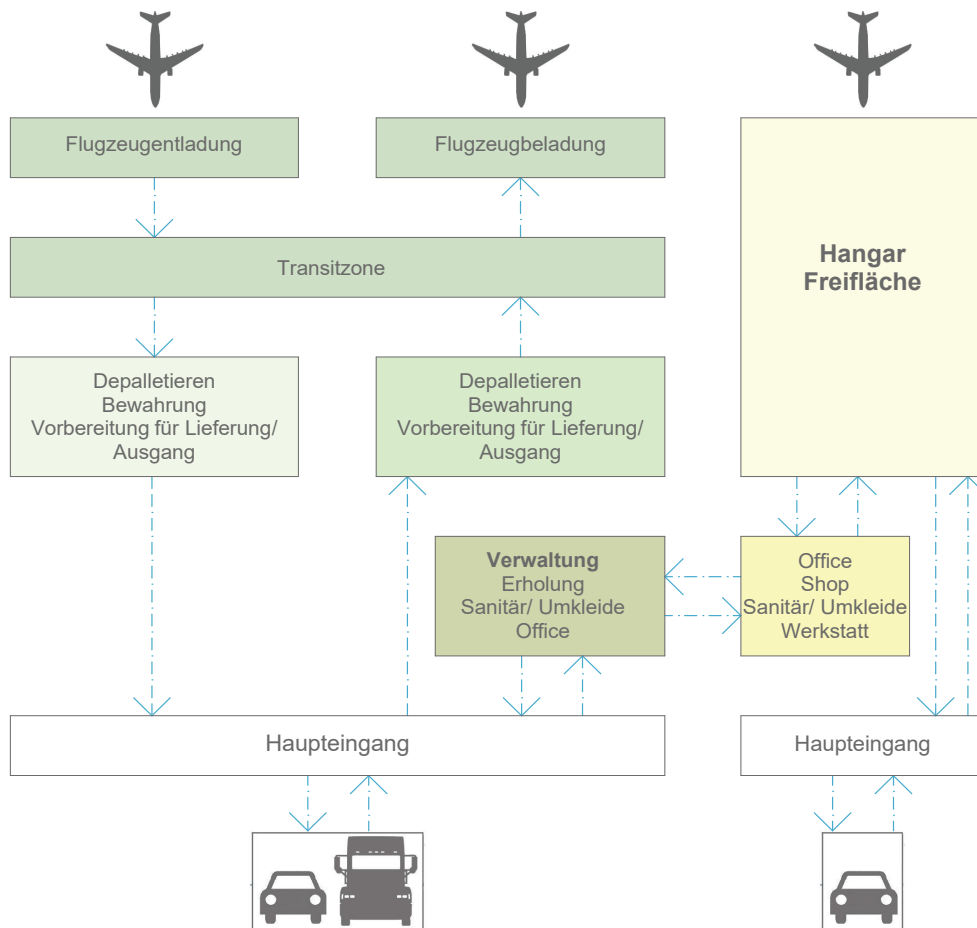 Flugzeugentladung
Flugzeugbeladung
Transitzone
Hangar
Freifläche
Depalletieren
Bewahrung
Vorbereitung für Lieferung/
Ausgang
Depalletieren
Bewahrung
Vorbereitung für Lieferung/
Ausgang
Verwaltung
Erholung
Sanitär/ Umkleide
Office
Office
Shop
Sanitär/ Umkleide
Werkstatt
Haupteingang
Haupteingang